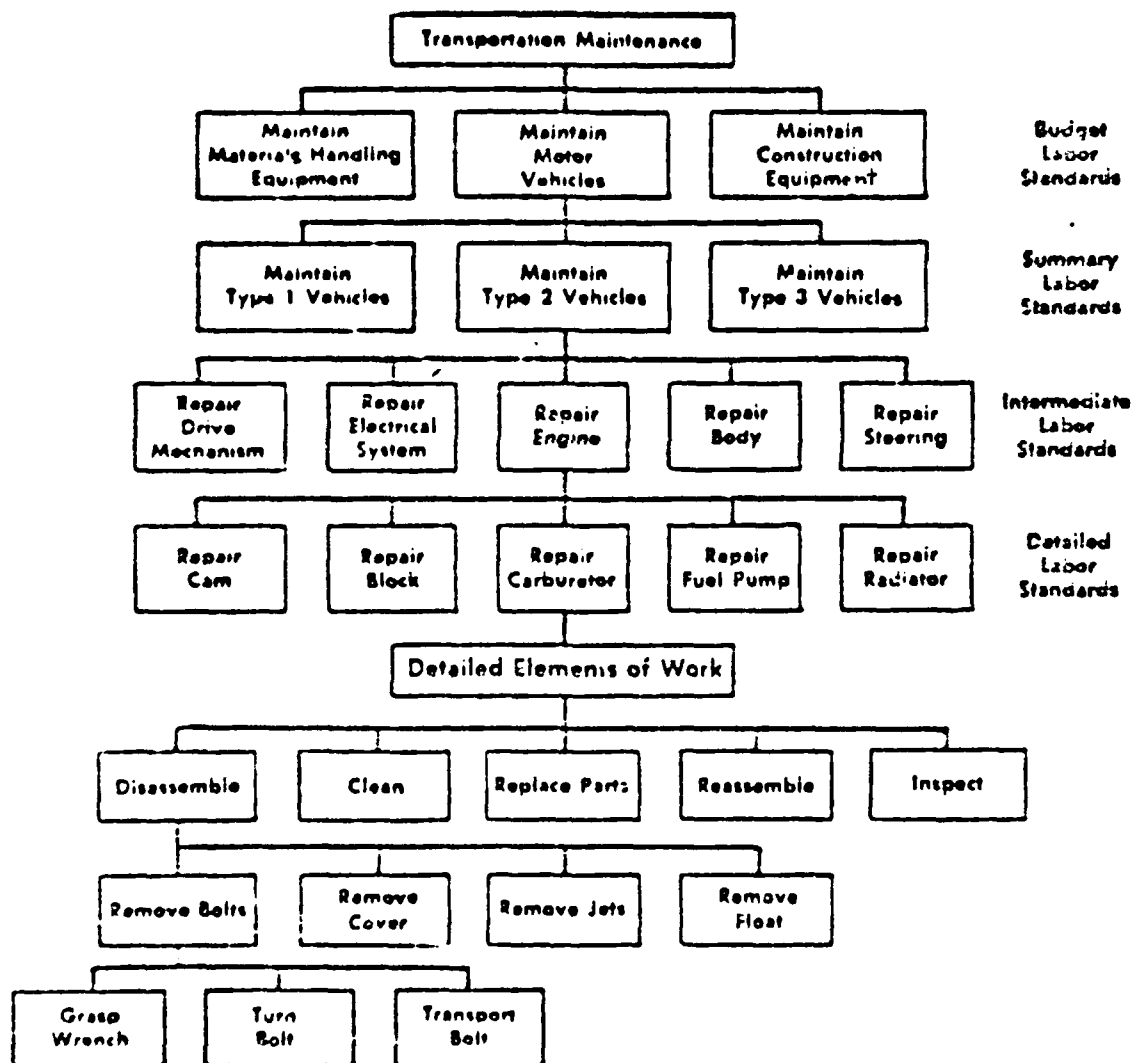 Transportation Maintenance
Maintain
Materials Handling
Equipment
Maintain
Motor
Vehicles
Maintain
Construction
Equipment
Budget
Labor
Standards
Maintain
Type 1 Vehicles
Maintain
Type 2 Vehicles
Maintain
Type 3 Vehicles
Summary
Labor
Standards
Repair
Drive
Mechanism
Repair
Electrical
System
Repair
Engine
Repair
Body
Repair
Steering
Intermediate
Labor
Standards
Repair
Cam
Repair
Block
Repair
Carburetor
Repair
Fuel Pump
Repair
Radiator
Detailed
Labor
Standards
Detailed Elements of Work
Disassemble
Clean
Replace Parts
Reassemble
Inspect
Remove Bolts
Remove
Cover
Remove Jets
Remove
Float
Grasp
Wrench
Turn
Bolt
Transport
Bolt